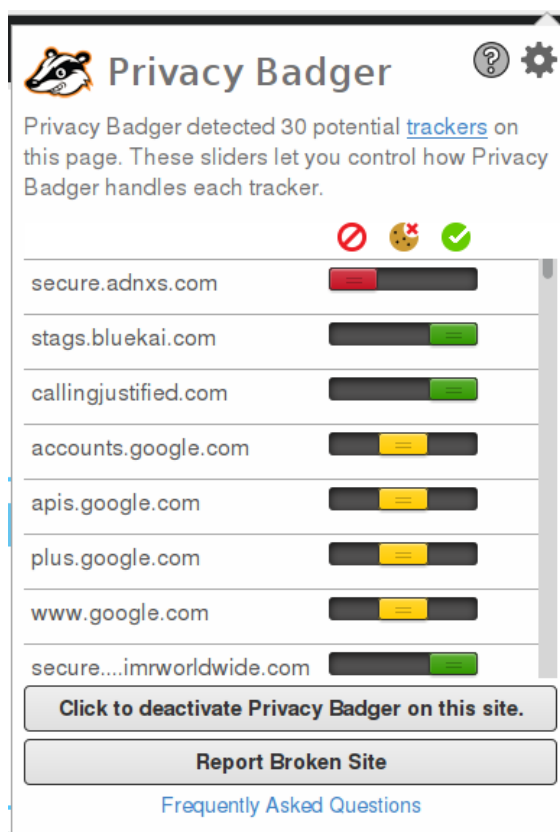 Privacy Badger
Privacy Badger detected 30 potential trackers on
this page. These sliders let you control how Privacy
Badger handles each tracker.
secure.adnxs.com
stags.bluekai.com
callingjustified.com
accounts.google.com
apis.google.com
plus.google.com
www.google.com
secure....imrworldwide.com
Click to deactivate Privacy Badger on this site.
Report Broken Site
Frequently Asked Questions